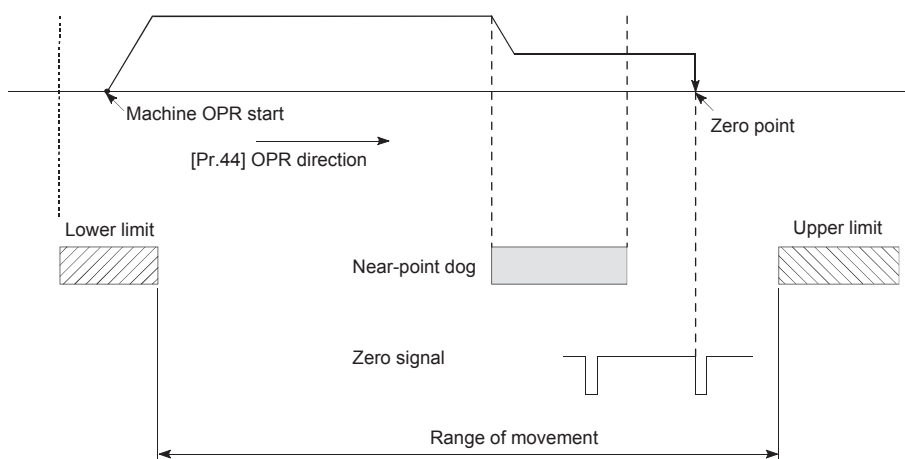 Machine OPR start
Zero point
[Pr.44] OPR direction
Lower limit
Upper limit
Near-point dog
Zero signal
Range of movement